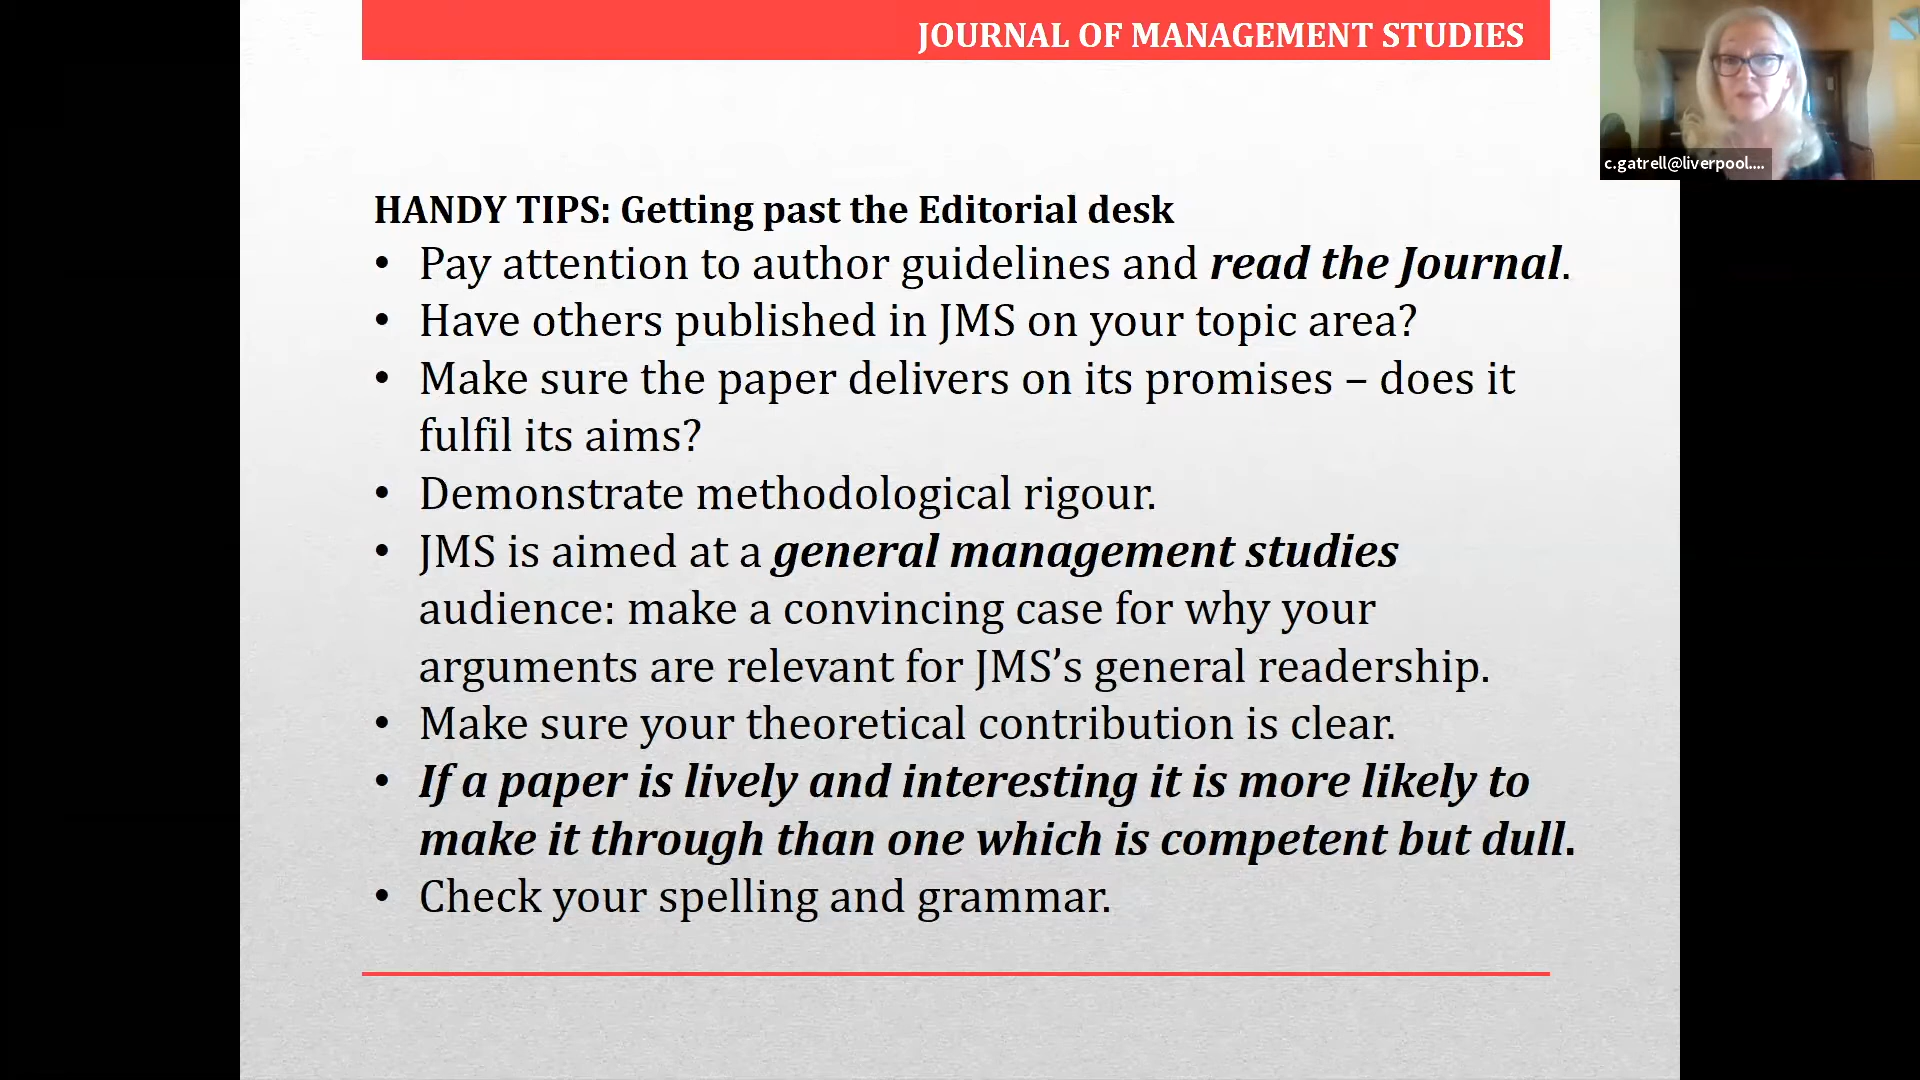 JOURNAL OF MANAGEMENT STUDIES
c.gatrell@liverpool....
HANDY TIPS: Getting past the Editorial desk
• Pay attention to author guidelines and read the Journal.
• Have others published in JMS on your topic area?
• Make sure the paper delivers on its promises – does it
fulfil its aims?
• Demonstrate methodological rigour.
• JMS is aimed at a general management studies
audience: make a convincing case for why your
arguments are relevant for JMS’s general readership.
• Make sure your theoretical contribution is clear.
• If a paper is lively and interesting it is more likely to
make it through than one which is competent but dull.
• Check your spelling and grammar.